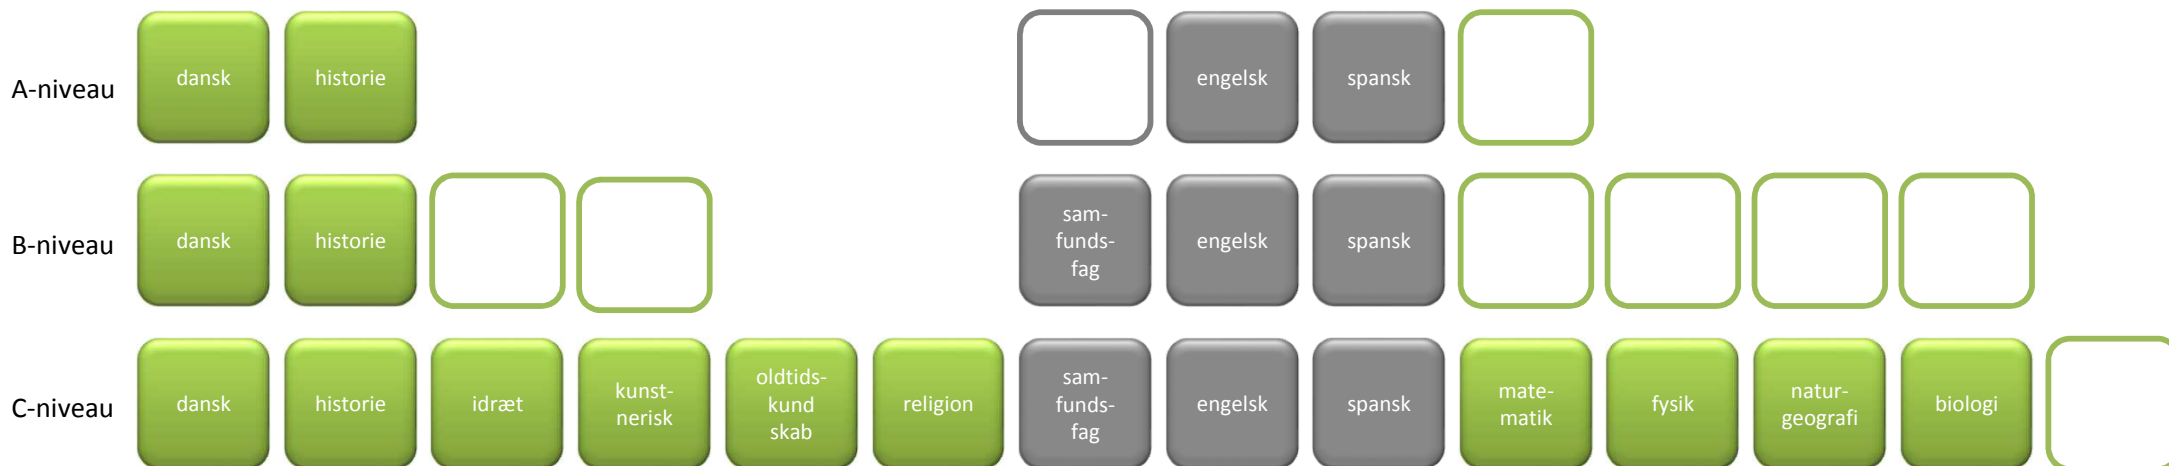 A-niveau
dansk
historie
engelsk
spansk
B-niveau
dansk
historie
sam-
funds-
fag
engelsk
spansk
C-niveau
dansk
historie
idræt
kunst-
nerisk
oldtids-
kund
skab
religion
sam-
funds-
fag
engelsk
spansk
mate-
matik
fysik
natur-
geografi
biologi